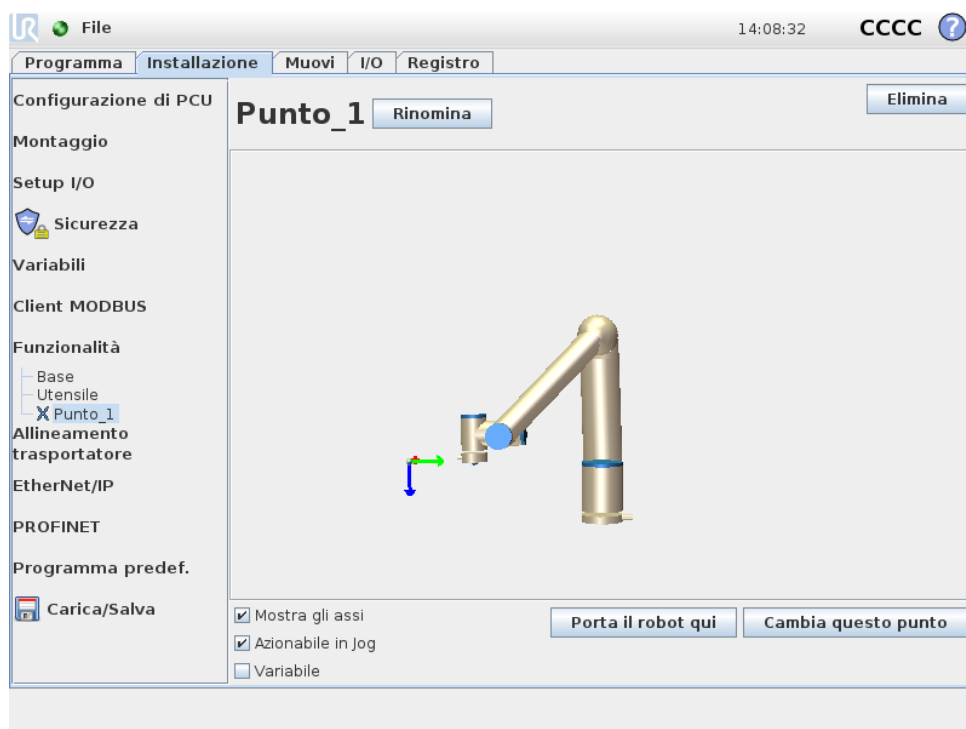 UR File 14:08:32 CCCC ?
Programma Installazione Muovi I/O Registro
Configurazione di PCU
Montaggio
Setup I/O
Sicurezza
Variabili
Client MODBUS
Funzionalità
Base
Utensile
Punto_1
Allineamento
trasportatore
EtherNet/IP
PROFINET
Programma predef.
Carica/Salva
Punto_1 Rinomina Elimina
Mostra gli assi
Azionabile in Jog
Variabile
Porta il robot qui Cambia questo punto